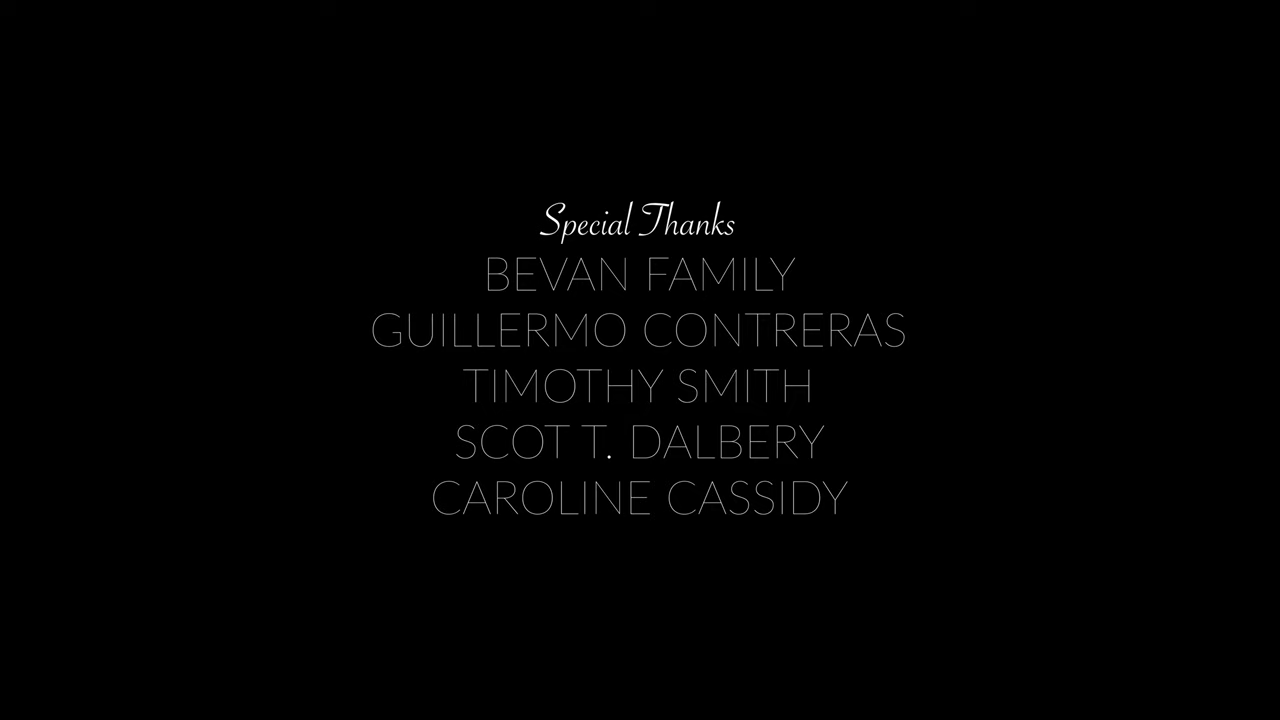 Special Thanks
BEVAN FAMILY
GUILLERMO CONTRERAS
TIMOTHY SMITH
SCOT T. DALBERY
CAROLINE CASSIDY